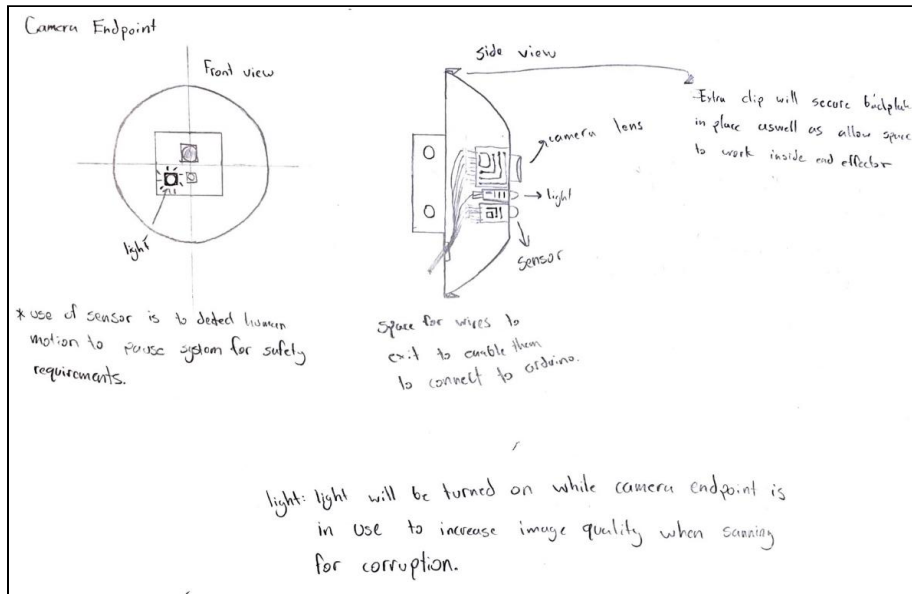 Camera Endpoint
Front view
light
side view
camera lens
light
sensor
Extra clip will secure backplate
in place aswell as allow space
to work inside end effector
* use of sensor is to detect human
motion to pause system for safety
requirements.
Space for wires to
exit to enable them
to connect to arduino.
light: light will be turned on while camera endpoint is
in use to increase image quality when sanning
for corruption.